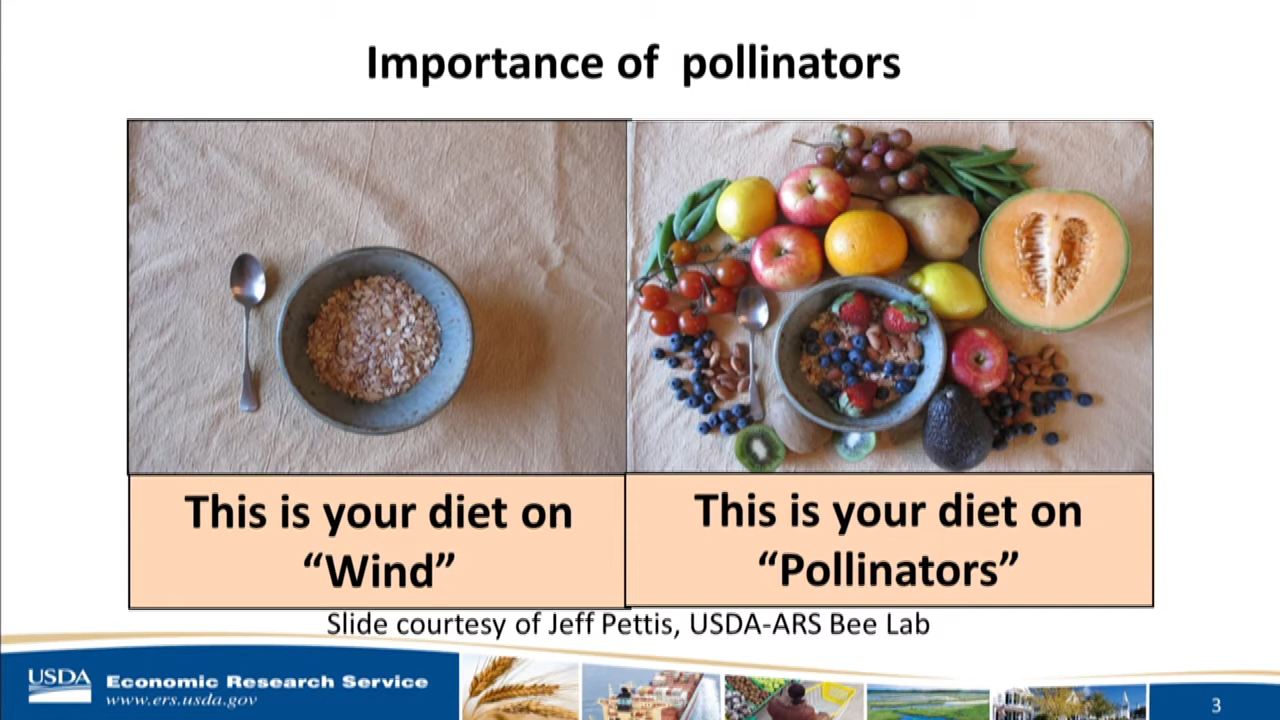 Importance of pollinators
This is your diet on
“Wind”
This is your diet on
“Pollinators”
Slide courtesy of Jeff Pettis, USDA-ARS Bee Lab
USDA
Economic Research Service
www.ers.usda.gov
3